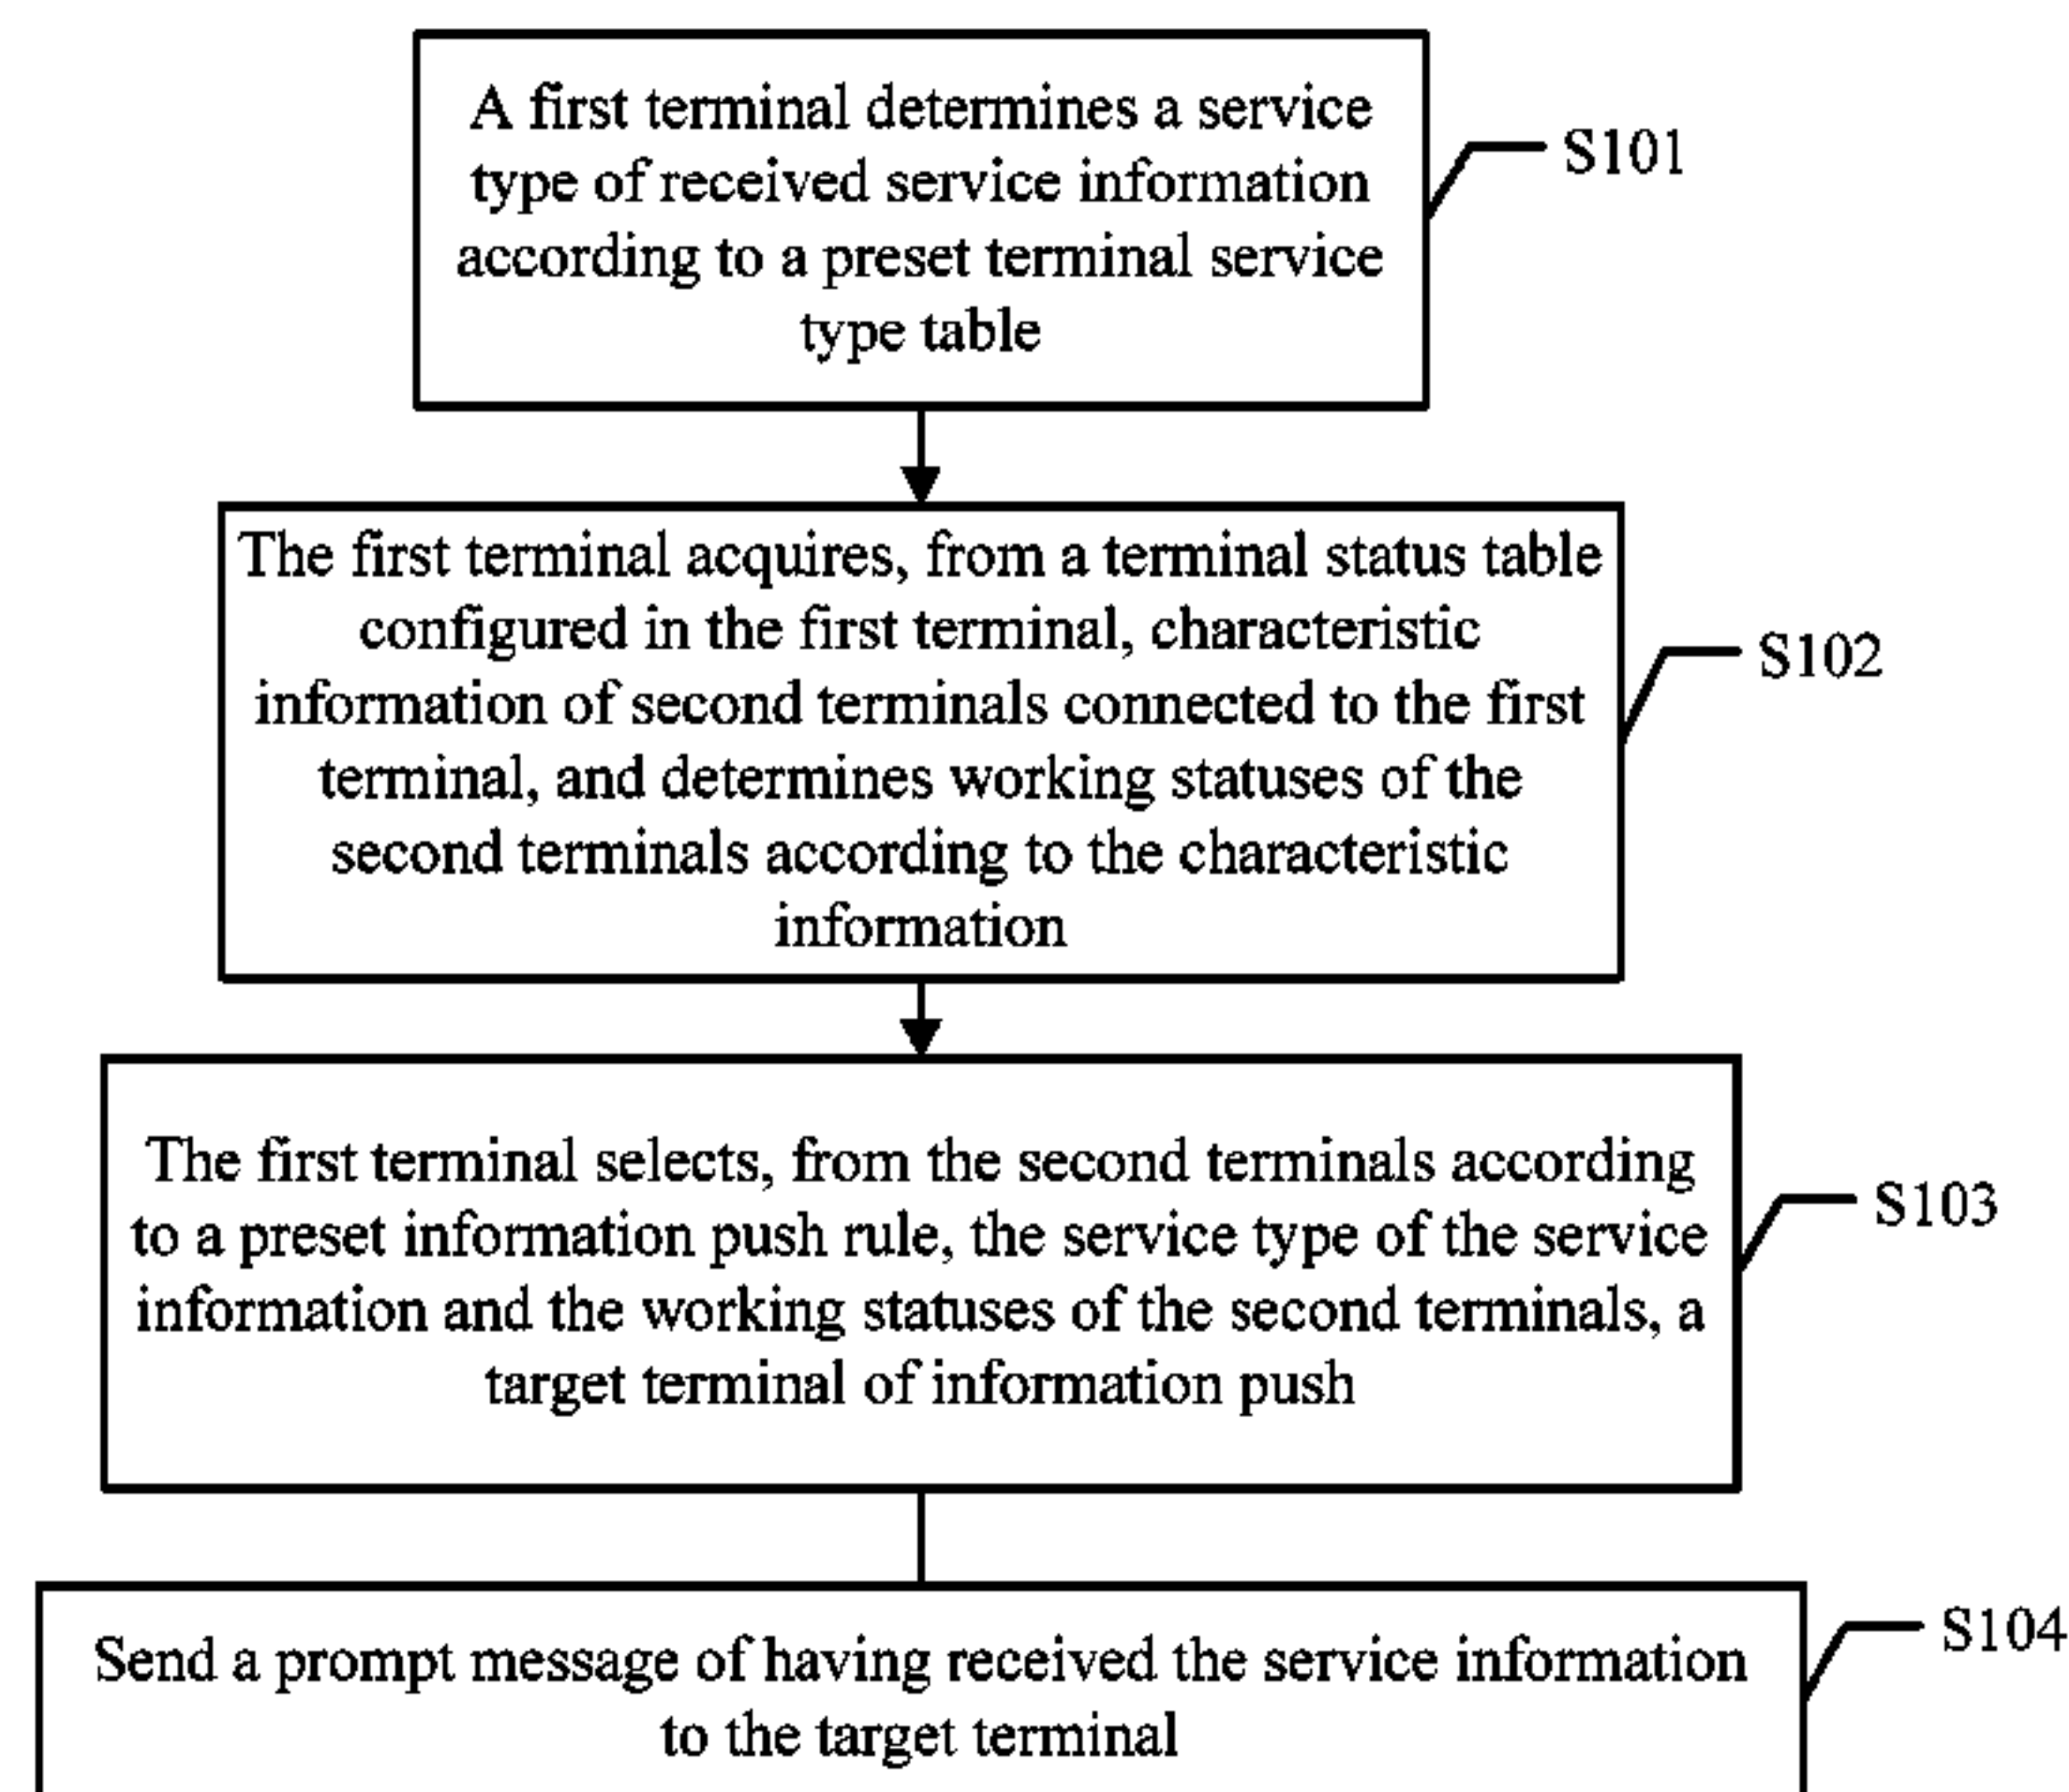 A first terminal determines a service
type of received service information
according to a preset terminal service
type table
S101
The first terminal acquires, from a terminal status table
configured in the first terminal, characteristic
information of second terminals connected to the first
terminal, and determines working statuses of the
second terminals according to the characteristic
information
S102
The first terminal selects, from the second terminals according
to a preset information push rule, the service type of the service
information and the working statuses of the second terminals, a
target terminal of information push
S103
Send a prompt message of having received the service information
to the target terminal
S104